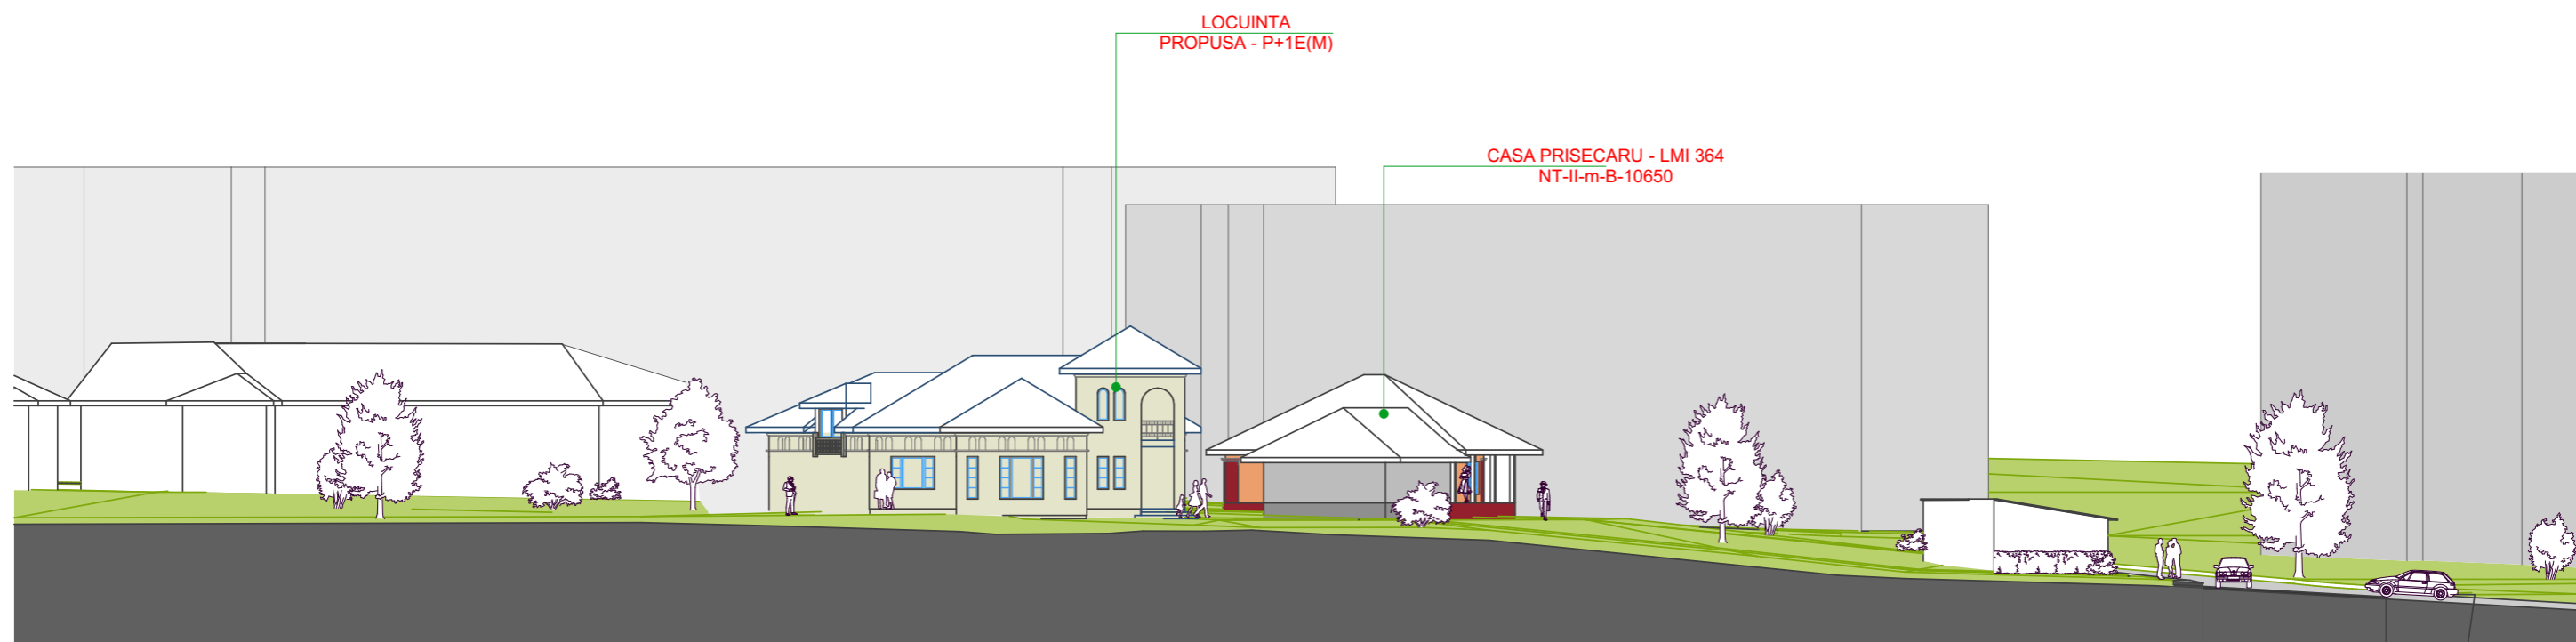 LOCUINTA
PROPUSA - P+1E(M)
CASA PRISECARU - LMI 364
NT-II-m-B-10650